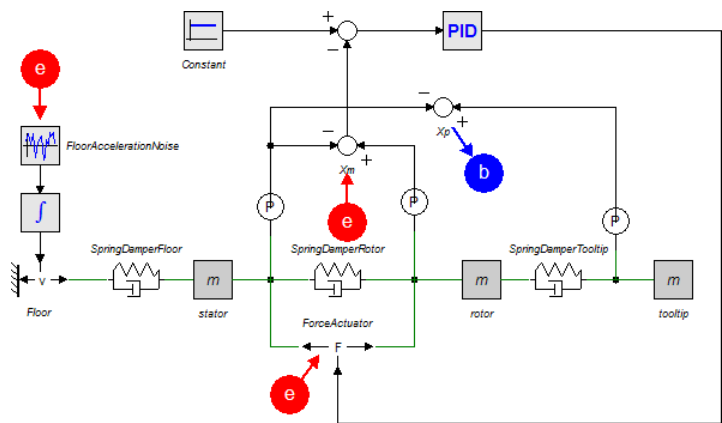 +
−
PID
Constant
e
−
+
Xp
FloorAccelerationNoise
−
+
Xm
b
∫
P
e
P
P
SpringDamperFloor
SpringDamperRotor
SpringDamperTooltip
v
m
m
m
Floor
stator
ForceActuator
rotor
tooltip
F
e